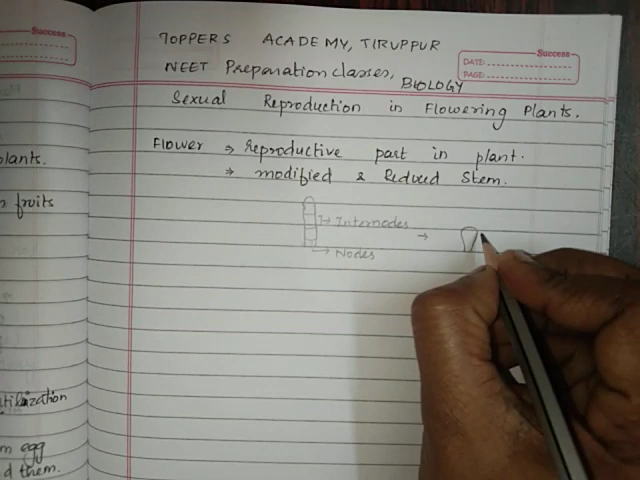 Success
TOPPERS ACADEMY, TIRUPPUR
Success
DATE:
PAGE:
NEET Preparation classes, BIOLOGY
Sexual Reproduction in Flowering Plants.
Flower → Reproductive part in plant.
→ modified & Reduced Stem.
→ Internodes
→ Nodes
→
plants.
fruits
egg
d them.